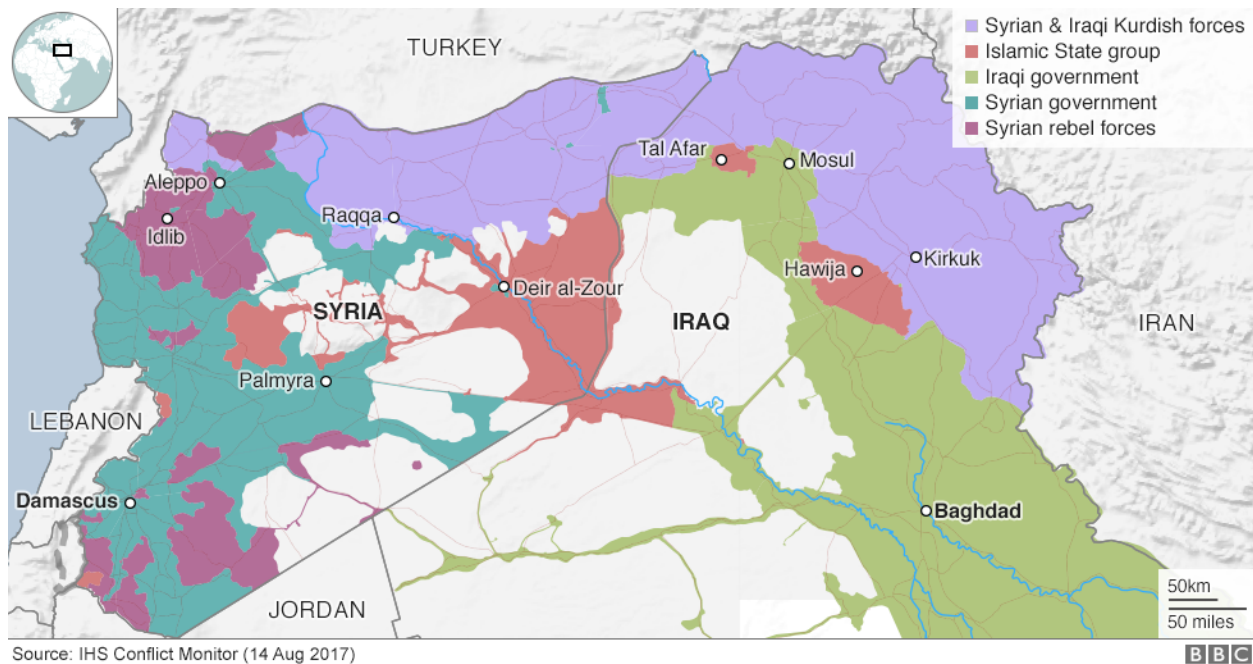 TURKEY
Syrian & Iraqi Kurdish forces
Islamic State group
Iraqi government
Syrian government
Syrian rebel forces
Tal Afar
Mosul
Aleppo
Raqqa
Idlib
Hawija
Kirkuk
Deir al-Zour
SYRIA
IRAQ
IRAN
Palmyra
LEBANON
Damascus
Baghdad
JORDAN
50km
50 miles
Source: IHS Conflict Monitor (14 Aug 2017)
BBC